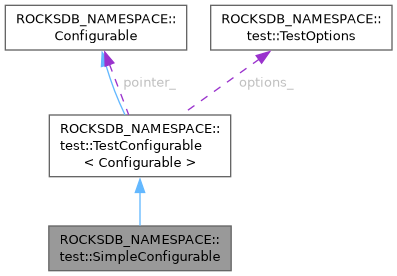 ROCKSDB_NAMESPACE::
Configurable
ROCKSDB_NAMESPACE::
test::TestOptions
pointer_
options_
ROCKSDB_NAMESPACE::
test::TestConfigurable
< Configurable >
ROCKSDB_NAMESPACE::
test::SimpleConfigurable